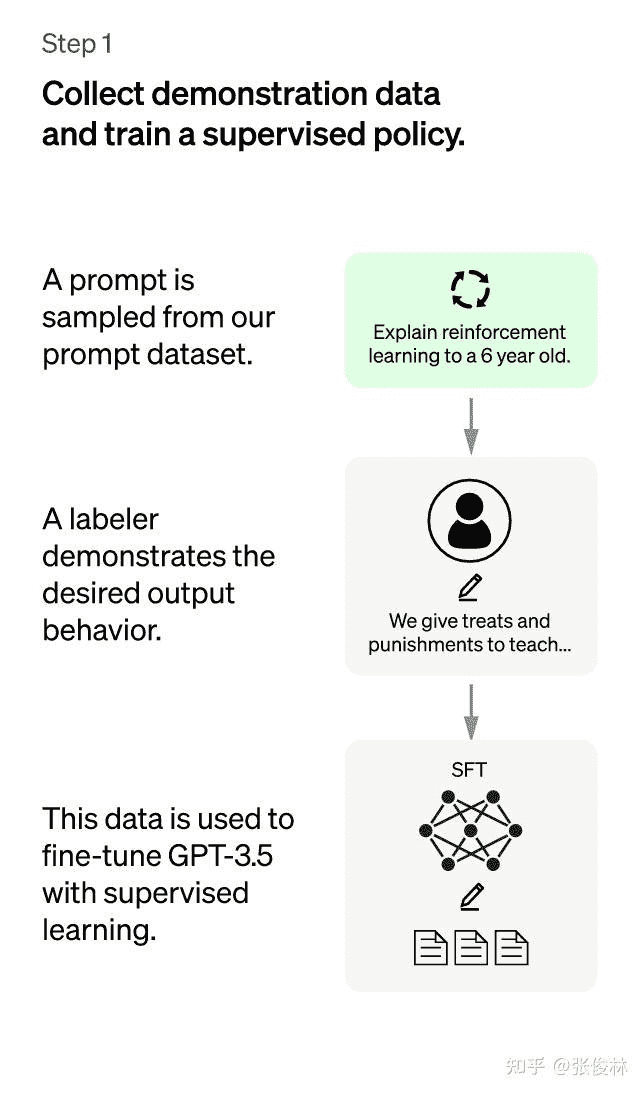 Step 1
Collect demonstration data
and train a supervised policy.
A prompt is
sampled from our
prompt dataset.
Explain reinforcement
learning to a 6 year old.
A labeler
demonstrates the
desired output
behavior.
We give treats and
punishments to teach...
This data is used to
fine-tune GPT-3.5
with supervised
learning.
SFT
知乎 @张俊林